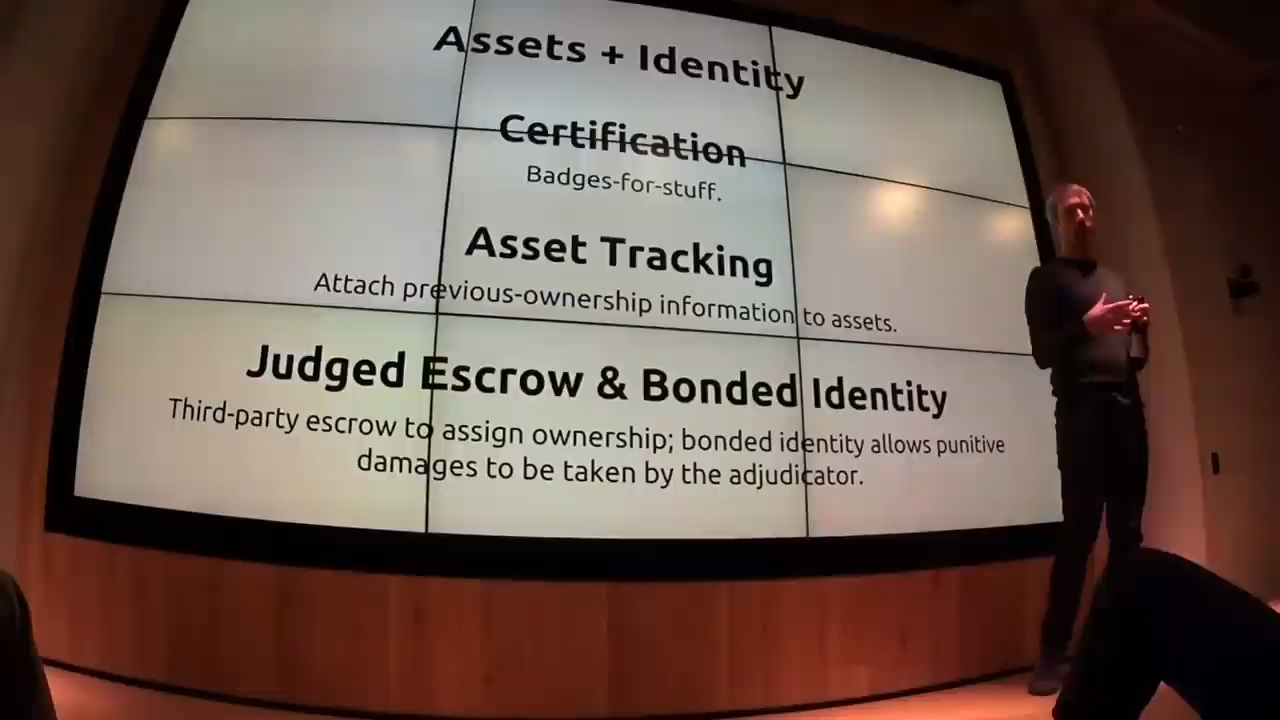 Assets + Identity
Certification
Badges-for-stuff.
Asset Tracking
Attach previous-ownership information to assets.
Judged Escrow & Bonded Identity
Third-party escrow to assign ownership; bonded identity allows punitive
damages to be taken by the adjudicator.